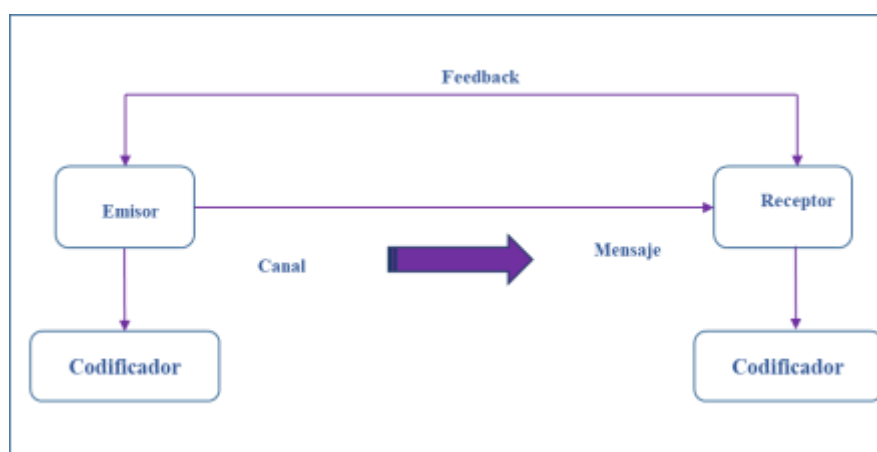 Feedback
Emisor
Receptor
Canal
Mensaje
Codificador
Codificador